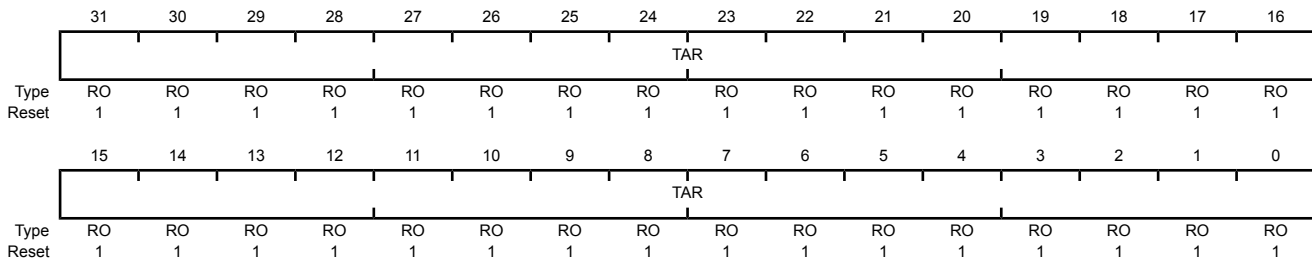 31 30 29 28 27 26 25 24 23 22 21 20 19 18 17 16
TAR
Type RO RO RO RO RO RO RO RO RO RO RO RO RO RO RO RO
Reset 1 1 1 1 1 1 1 1 1 1 1 1 1 1 1 1
15 14 13 12 11 10 9 8 7 6 5 4 3 2 1 0
TAR
Type RO RO RO RO RO RO RO RO RO RO RO RO RO RO RO RO
Reset 1 1 1 1 1 1 1 1 1 1 1 1 1 1 1 1